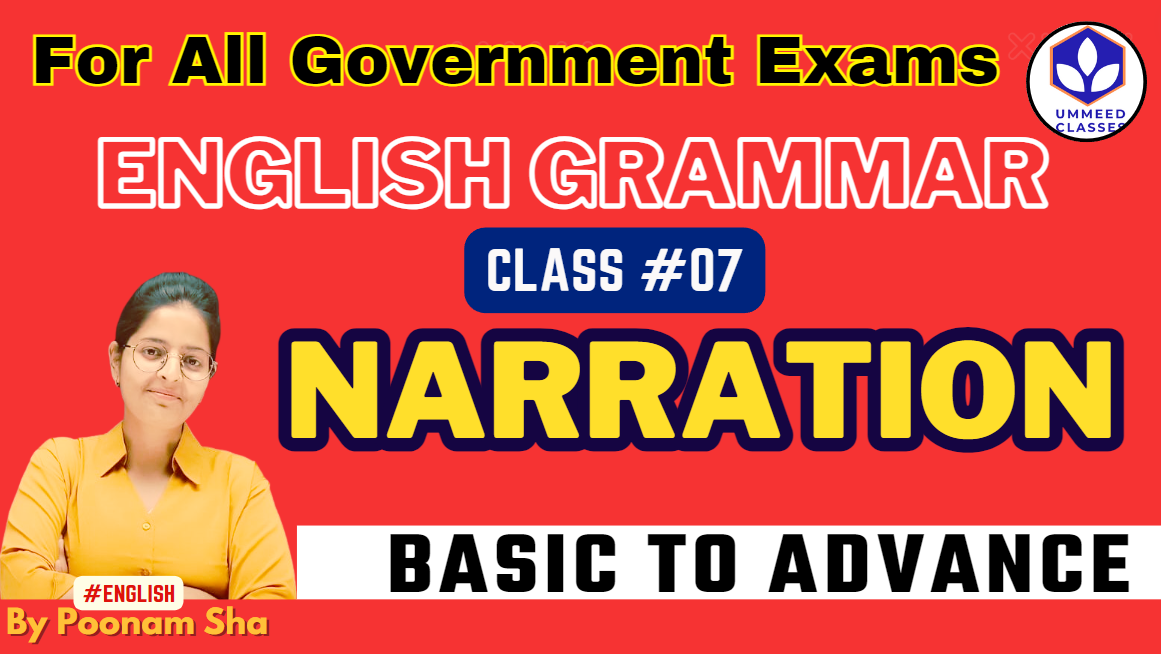 For All Government Exams
UMMEED
CLASSES
ENGLISH GRAMMAR
CLASS #07
NARRATION
BASIC TO ADVANCE
#ENGLISH
By Poonam Sha